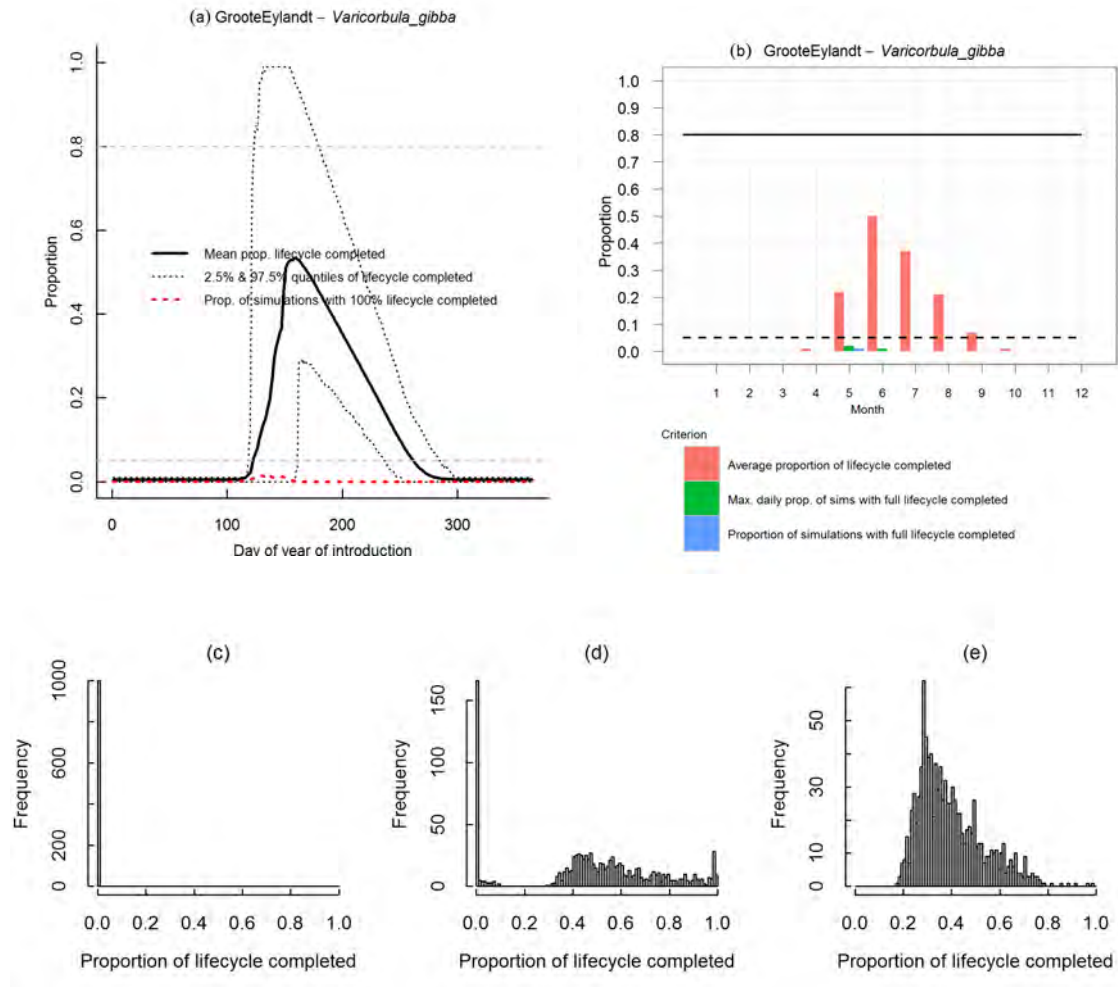 (a) GrooteEylandt – Varicorbula_gibba
Proportion
1.0
0.8
0.6
0.4
0.2
0.0
Mean prop. lifecycle completed
2.5% & 97.5% quantiles of lifecycle completed
Prop. of simulations with 100% lifecycle completed
0 100 200 300
Day of year of introduction
(b) GrooteEylandt – Varicorbula_gibba
Proportion
1.0
0.9
0.8
0.7
0.6
0.5
0.4
0.3
0.2
0.1
0.0
1 2 3 4 5 6 7 8 9 10 11 12
Month
Criterion
Average proportion of lifecycle completed
Max. daily prop. of sims with full lifecycle completed
Proportion of simulations with full lifecycle completed
(c)
Frequency
1000
600
200
0
0.0 0.2 0.4 0.6 0.8 1.0
Proportion of lifecycle completed
(d)
Frequency
150
100
50
0
0.0 0.2 0.4 0.6 0.8 1.0
Proportion of lifecycle completed
(e)
Frequency
50
30
10
0
0.0 0.2 0.4 0.6 0.8 1.0
Proportion of lifecycle completed